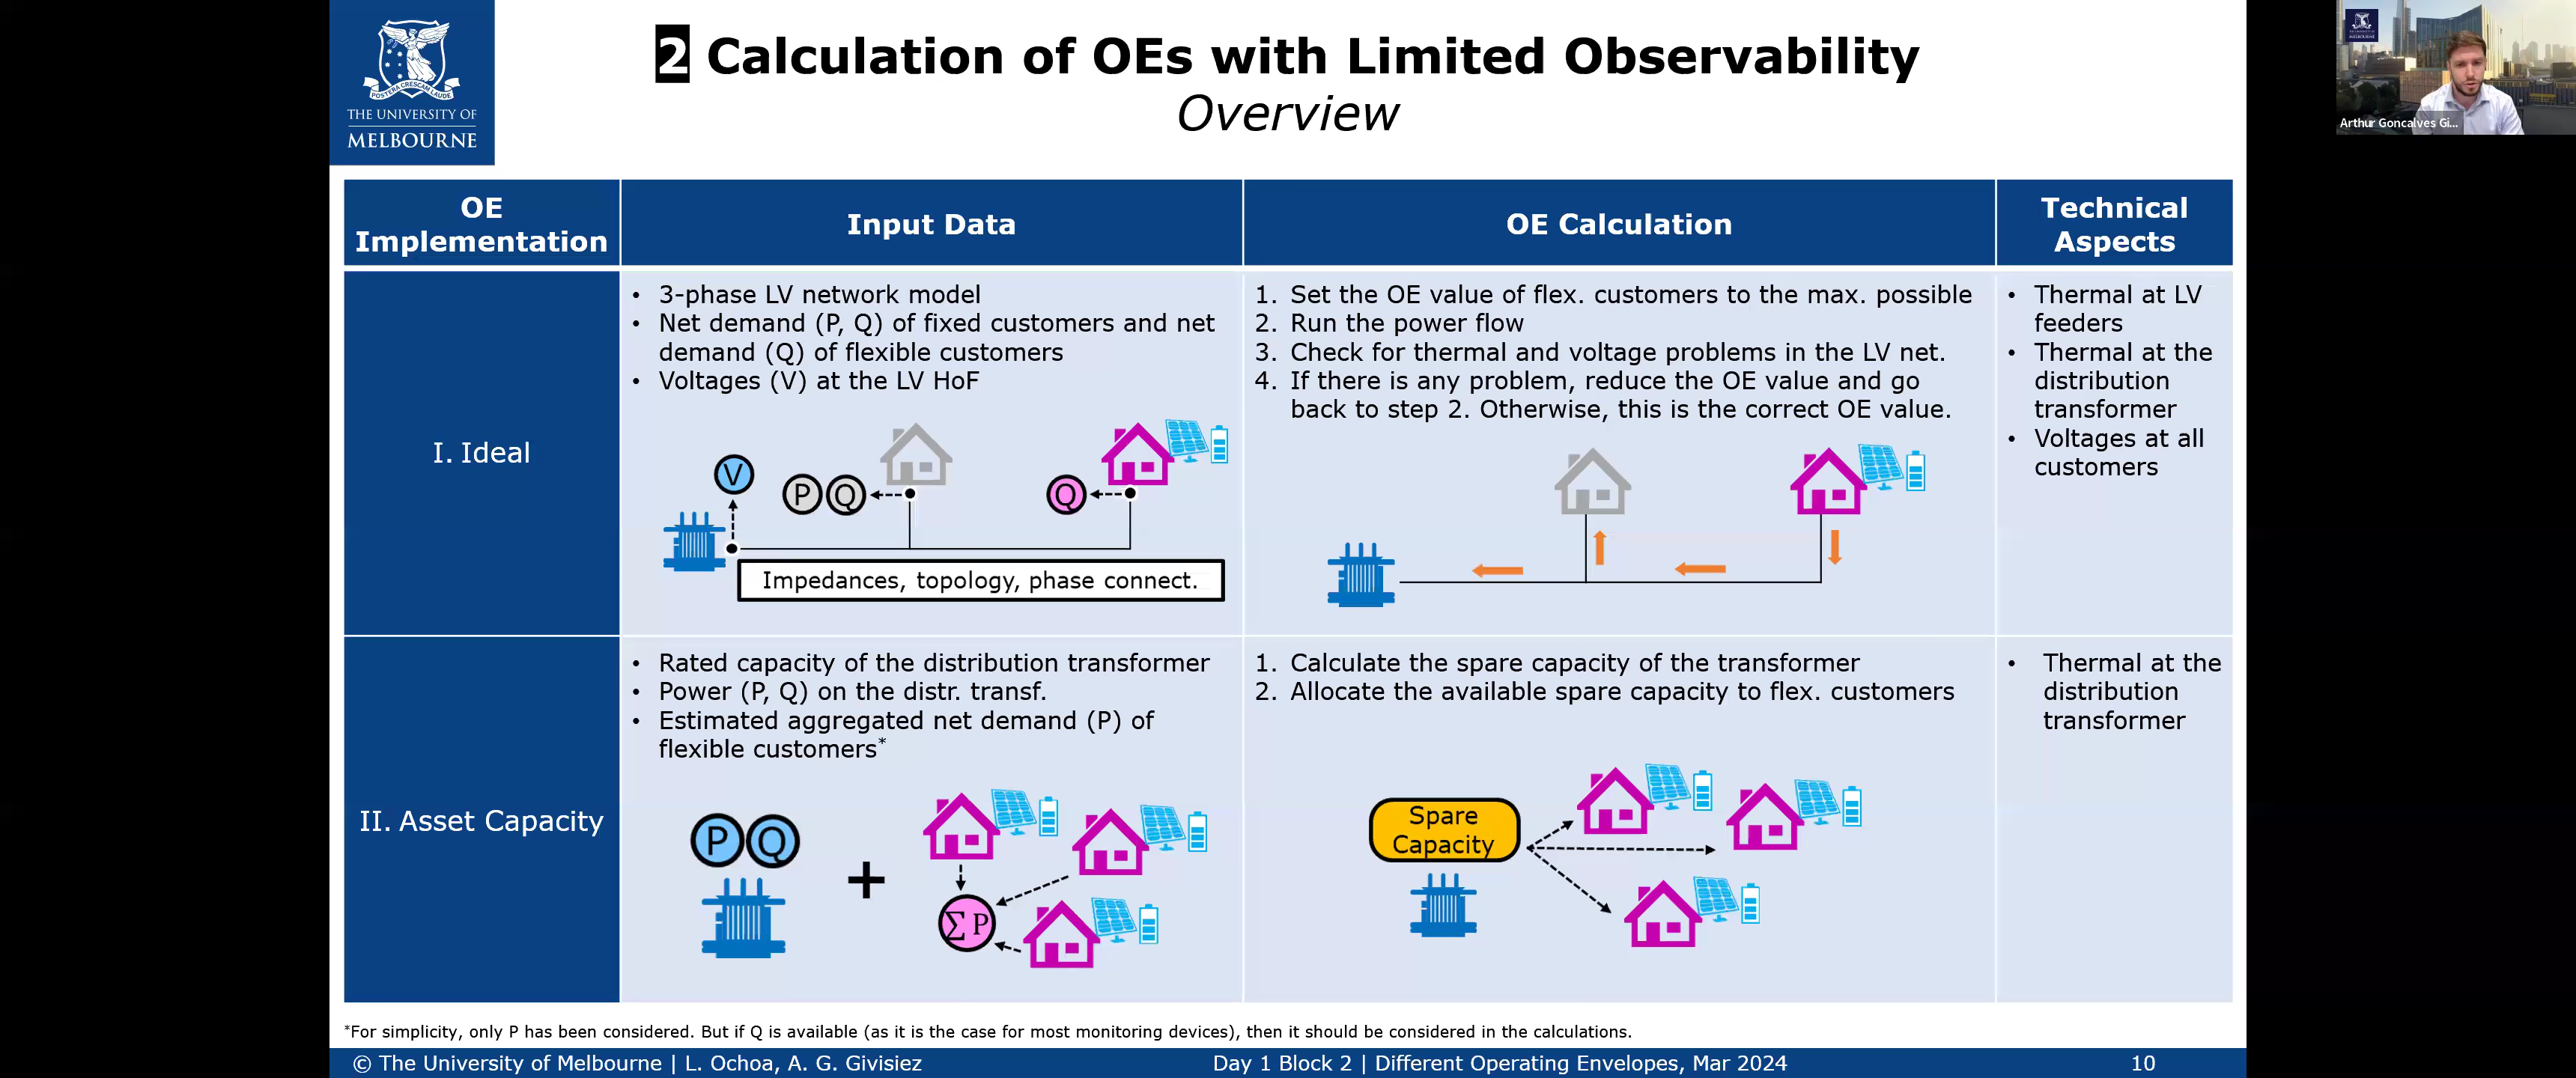 2 Calculation of OEs with Limited Observability
Overview
POSTERA CRESCAM LAUDE
THE UNIVERSITY OF
MELBOURNE
Arthur Goncalves Gi...
OE
Implementation
Input Data
OE Calculation
Technical
Aspects
I. Ideal
• 3-phase LV network model
• Net demand (P, Q) of fixed customers and net
demand (Q) of flexible customers
• Voltages (V) at the LV HoF
V
P Q
Q
Impedances, topology, phase connect.
1. Set the OE value of flex. customers to the max. possible
2. Run the power flow
3. Check for thermal and voltage problems in the LV net.
4. If there is any problem, reduce the OE value and go
back to step 2. Otherwise, this is the correct OE value.
• Thermal at LV
feeders
• Thermal at the
distribution
transformer
• Voltages at all
customers
II. Asset Capacity
• Rated capacity of the distribution transformer
• Power (P, Q) on the distr. transf.
• Estimated aggregated net demand (P) of
flexible customers*
P Q
+
∑ P
1. Calculate the spare capacity of the transformer
2. Allocate the available spare capacity to flex. customers
Spare
Capacity
• Thermal at the
distribution
transformer
*For simplicity, only P has been considered. But if Q is available (as it is the case for most monitoring devices), then it should be considered in the calculations.
© The University of Melbourne | L. Ochoa, A. G. Givisiez
Day 1 Block 2 | Different Operating Envelopes, Mar 2024
10